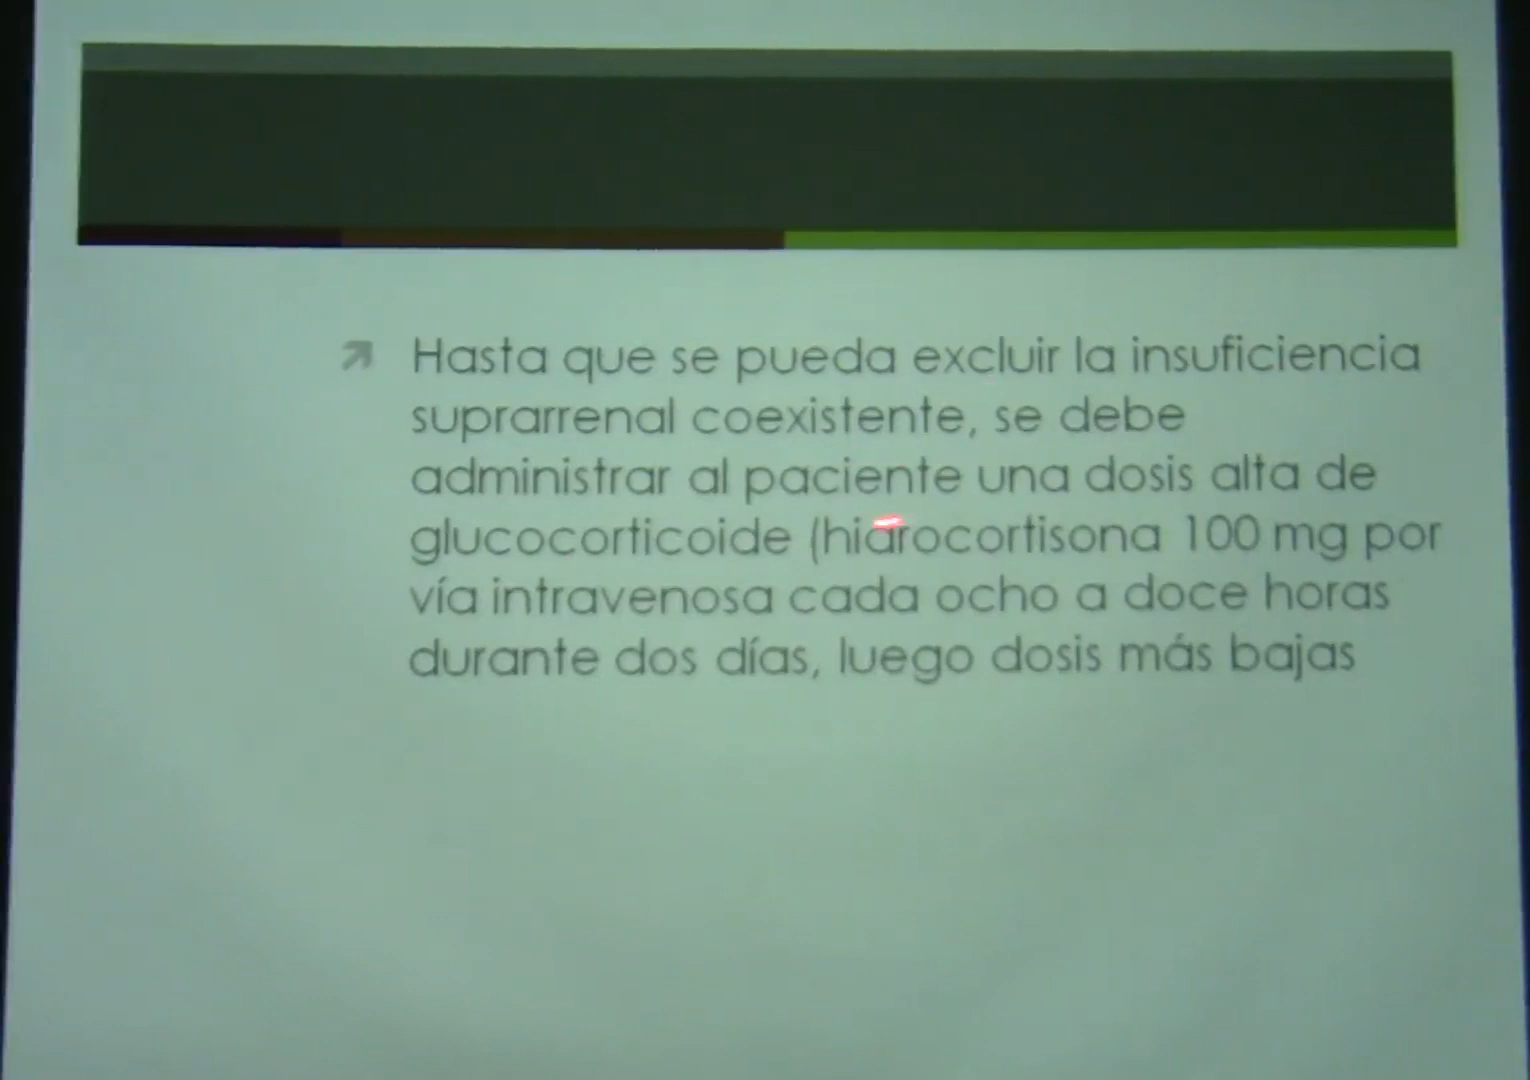 Hasta que se pueda excluir la insuficiencia
suprarrenal coexistente, se debe
administrar al paciente una dosis alta de
glucocorticoide (hidrocortisona 100 mg por
vía intravenosa cada ocho a doce horas
durante dos días, luego dosis más bajas